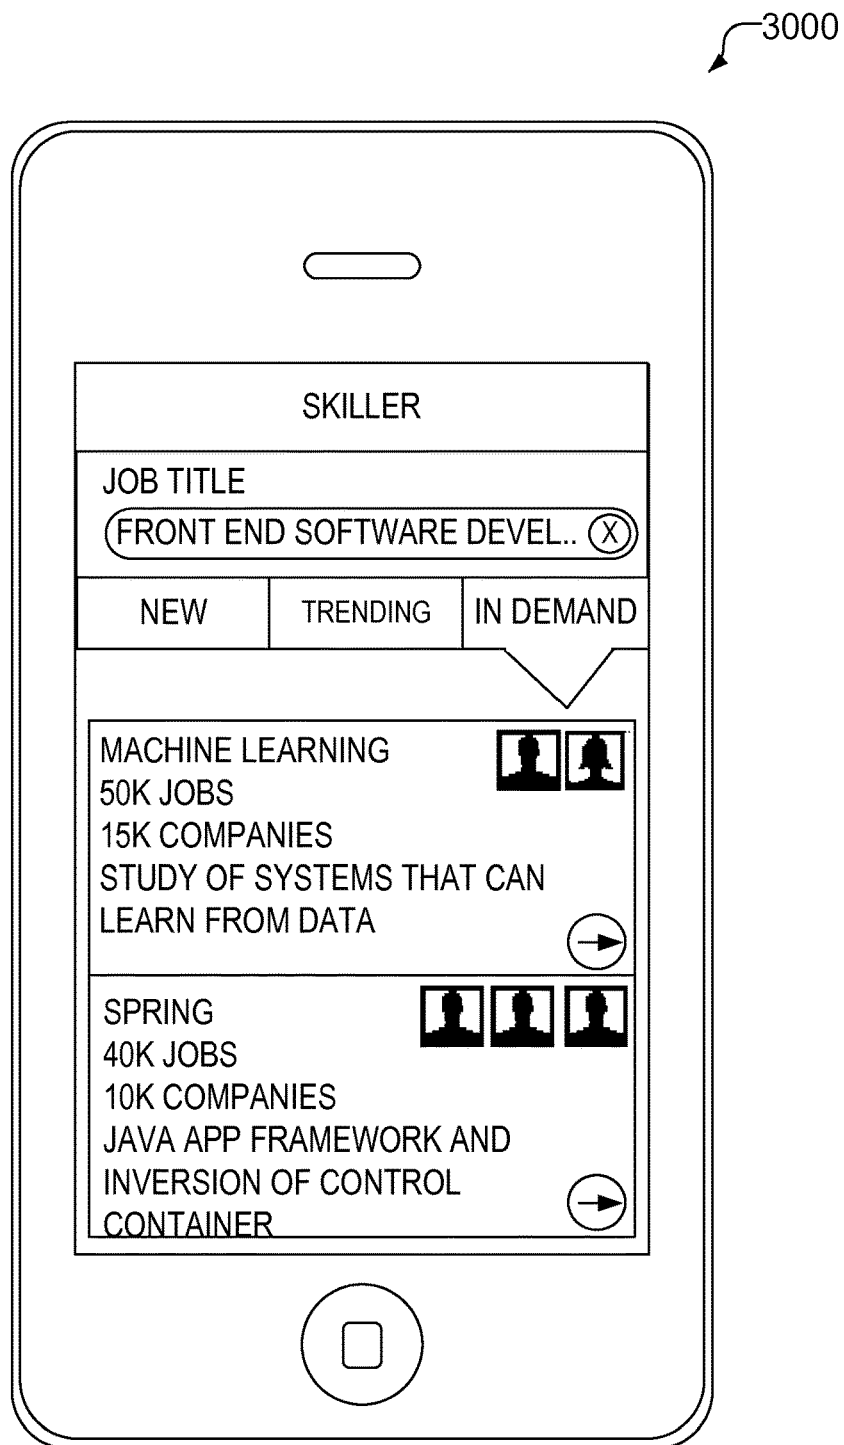 3000
SKILLER
JOB TITLE
FRONT END SOFTWARE DEVEL.. X
NEW TRENDING IN DEMAND
MACHINE LEARNING
50K JOBS
15K COMPANIES
STUDY OF SYSTEMS THAT CAN
LEARN FROM DATA
SPRING
40K JOBS
10K COMPANIES
JAVA APP FRAMEWORK AND
INVERSION OF CONTROL
CONTAINER